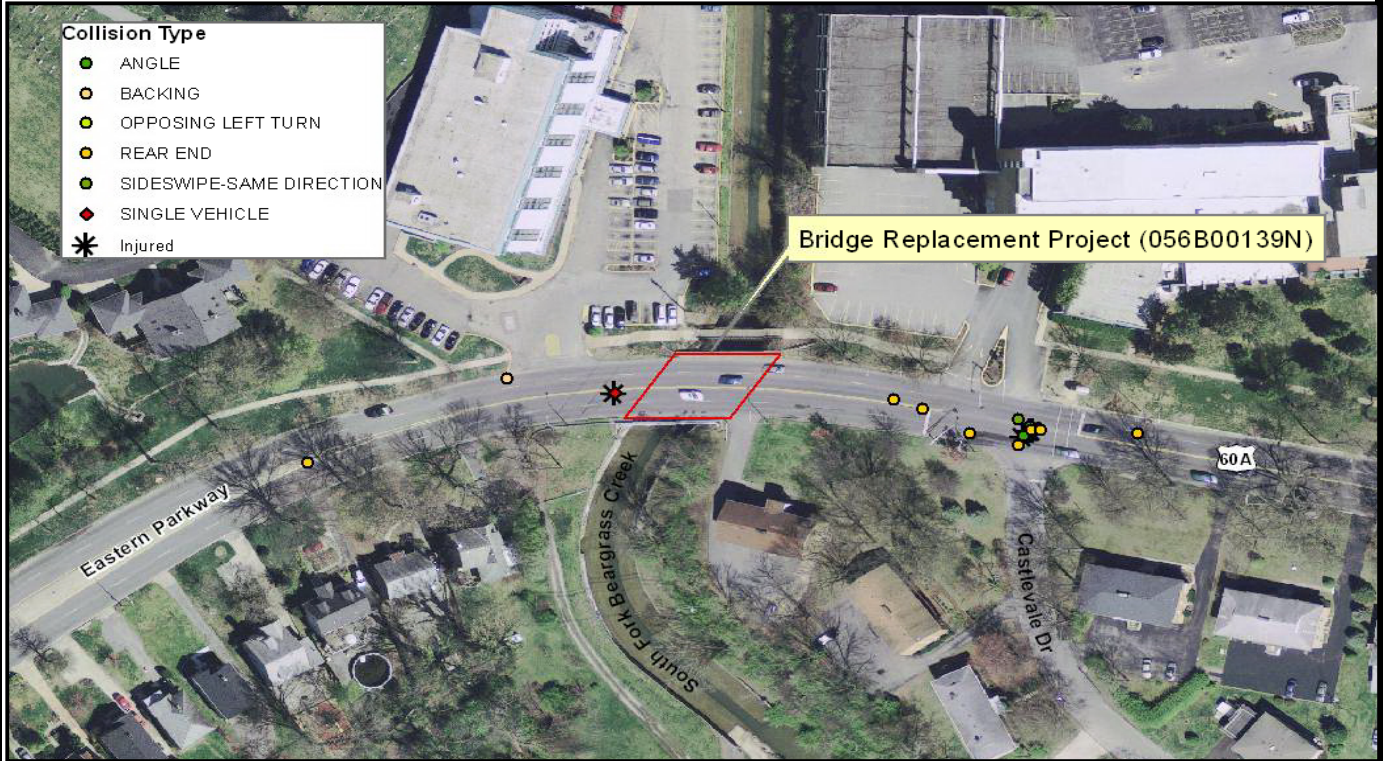 Collision Type
ANGLE
BACKING
OPPOSING LEFT TURN
REAR END
SIDESWIPE-SAME DIRECTION
SINGLE VEHICLE
Injured
Bridge Replacement Project (056B00139N)
60A
Eastern Parkway
South Fork Beargrass Creek
Castlevale Dr